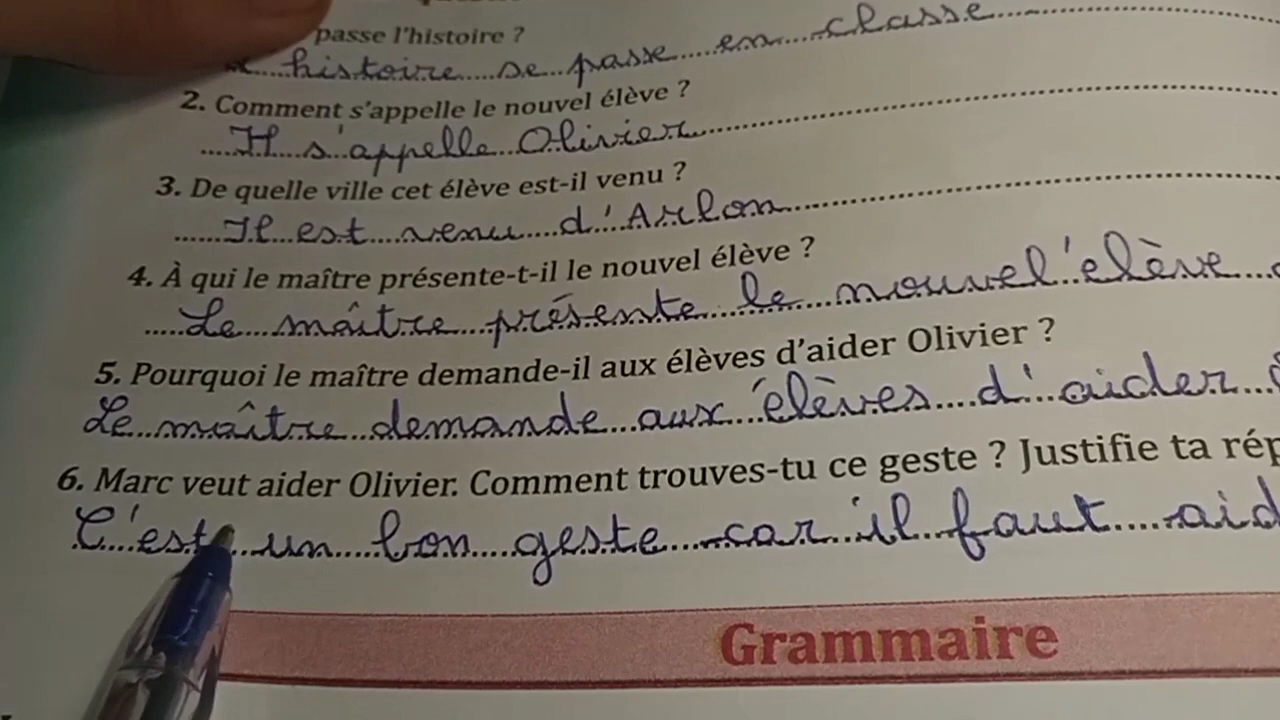 passe l'histoire ?
histoire se passe en classe
2. Comment s'appelle le nouvel élève ?
Il s'appelle Olivier
3. De quelle ville cet élève est-il venu ?
Il est venu d'Arlon
4. À qui le maître présente-t-il le nouvel élève ?
Le maître présente le nouvel élève
5. Pourquoi le maître demande-il aux élèves d'aider Olivier ?
Le maître demande aux élèves d'aider
6. Marc veut aider Olivier. Comment trouves-tu ce geste ? Justifie ta rép
C'est un bon geste car il faut aid
Grammaire